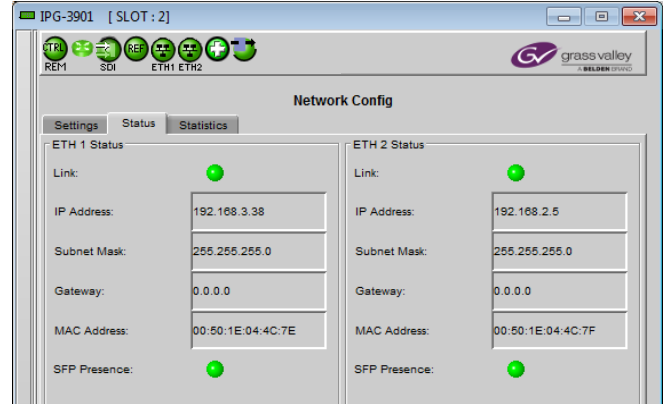 IPG-3901 [ SLOT : 2]
CTRL REF
REM SDI ETH1 ETH2
grass valley
A BELDEN BRAND
Network Config
Settings Status Statistics
ETH 1 Status
Link:
IP Address: 192.168.3.38
Subnet Mask: 255.255.255.0
Gateway: 0.0.0.0
MAC Address: 00:50:1E:04:4C:7E
SFP Presence:
ETH 2 Status
Link:
IP Address: 192.168.2.5
Subnet Mask: 255.255.255.0
Gateway: 0.0.0.0
MAC Address: 00:50:1E:04:4C:7F
SFP Presence: